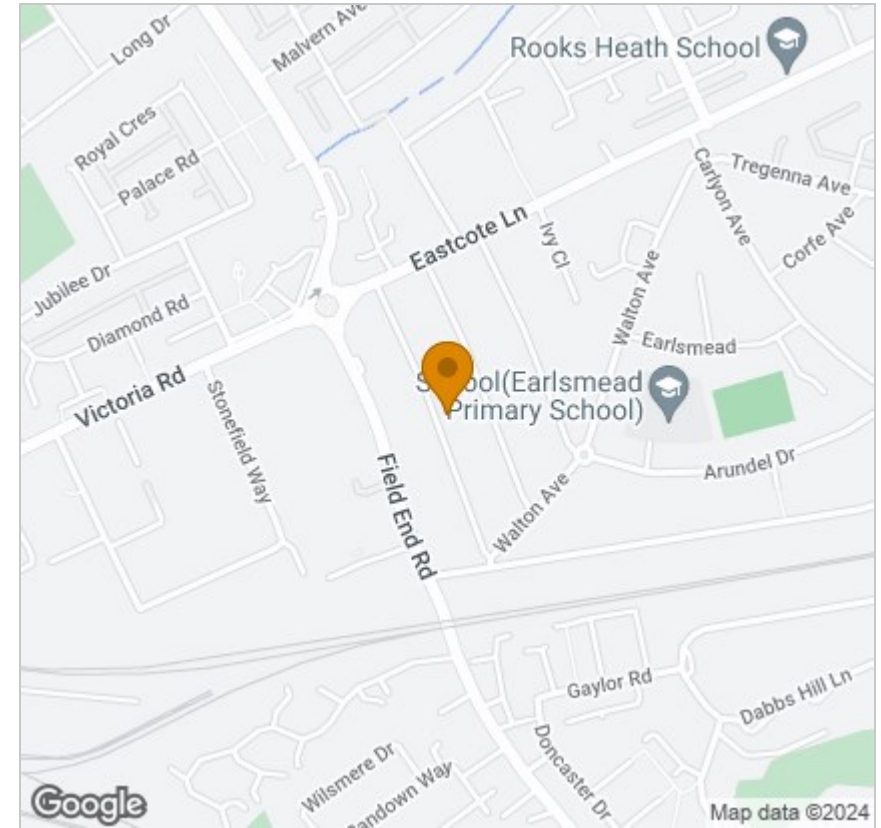 Long Dr
Malvern Ave
Rooks Heath School
Royal Cres
Palace Rd
Carlyon Ave
Tregenna Ave
Corfe Ave
Eastcote Ln
Ivy Cl
Jubilee Dr
Diamond Rd
Walton Ave
Earlsmead
Victoria Rd
Stonefield Way
School(Earlsmead
Primary School)
Field End Rd
Arundel Dr
Walton Ave
Gaylor Rd
Dabbs Hill Ln
Doncaster Dr
Wilsmere Dr
Sandown Way
Google
Map data ©2024